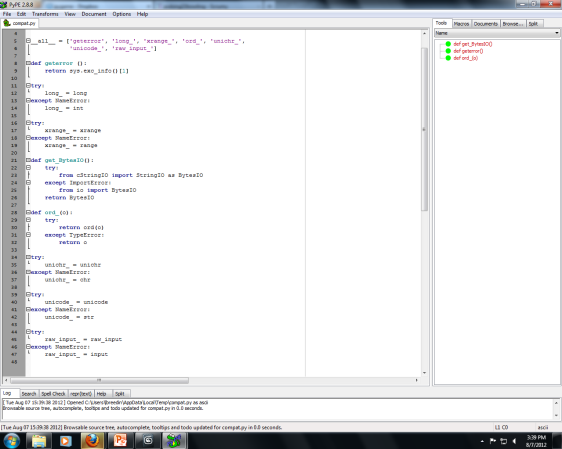 PyPE 2.8.8
File Edit Transforms View Document Options Help
compat.py
4
5 __all__ = ['geterror', 'long_', 'xrange_', 'ord_', 'unichr_',
6 'unicode_', 'raw_input_']
7
8 def geterror ():
9 return sys.exc_info()[1]
10
11 try:
12 long_ = long
13 except NameError:
14 long_ = int
15
16 try:
17 xrange_ = xrange
18 except NameError:
19 xrange_ = range
20
21 def get_BytesIO():
22 try:
23 from cStringIO import StringIO as BytesIO
24 except ImportError:
25 from io import BytesIO
26 return BytesIO
27
28 def ord_(o):
29 try:
30 return ord(o)
31 except TypeError:
32 return o
33
34 try:
35 unichr_ = unichr
36 except NameError:
37 unichr_ = chr
38
39 try:
40 unicode_ = unicode
41 except NameError:
42 unicode_ = str
43
44 try:
45 raw_input_ = raw_input
46 except NameError:
47 raw_input_ = input
48
Tools Macros Documents Browse... Split
Name
def get_BytesIO()
def geterror()
def ord_(o)
Log Search Spell Check repr(text) Help Split
[ Tue Aug 07 15:39:38 2012] Opened C:\Users\breedin\AppData\Local\Temp\compat.py as ascii
Browsable source tree, autocomplete, tooltips and todo updated for compat.py in 0.0 seconds.
[Tue Aug 07 15:39:38 2012] Browsable source tree, autocomplete, tooltips and todo updated for compat.py in 0.0 seconds.
L1 C0 ascii
3:39 PM
8/7/2012